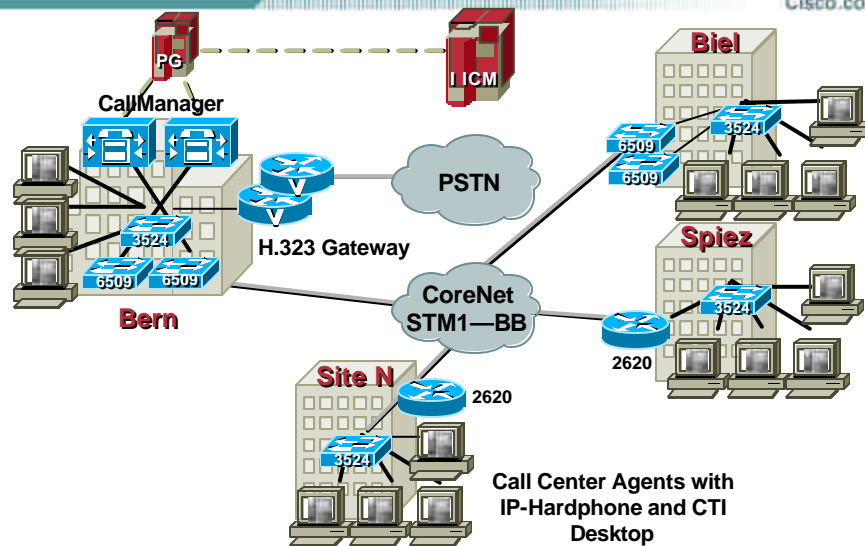 Cisco.co
PG
I ICM
CallManager
Biel
3524
6509
6509
PSTN
V
V
H.323 Gateway
3524
6509
6509
Bern
CoreNet
STM1—BB
Spiez
3524
2620
Site N
2620
3524
Call Center Agents with
IP-Hardphone and CTI
Desktop